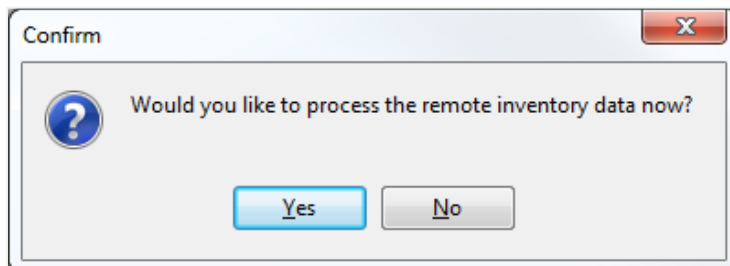 Confirm
Would you like to process the remote inventory data now?
Yes
No